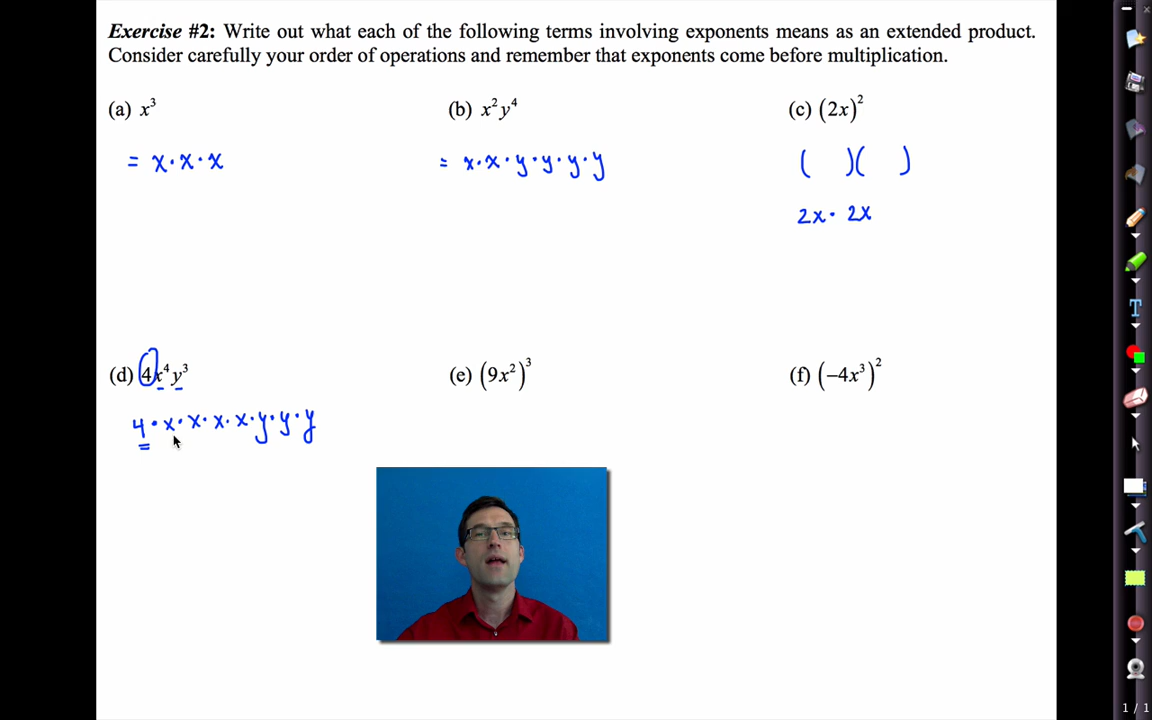 Exercise #2: Write out what each of the following terms involving exponents means as an extended product.
Consider carefully your order of operations and remember that exponents come before multiplication.
(a) x³ (b) x²y⁴ (c) (2x)²
= x·x·x = x·x·y·y·y·y ( )( )
2x· 2x
(d) 4x⁴y³ (e) (9x²)³ (f) (−4x³)²
4·x·x·x·x·y·y·y
T
1 / 1